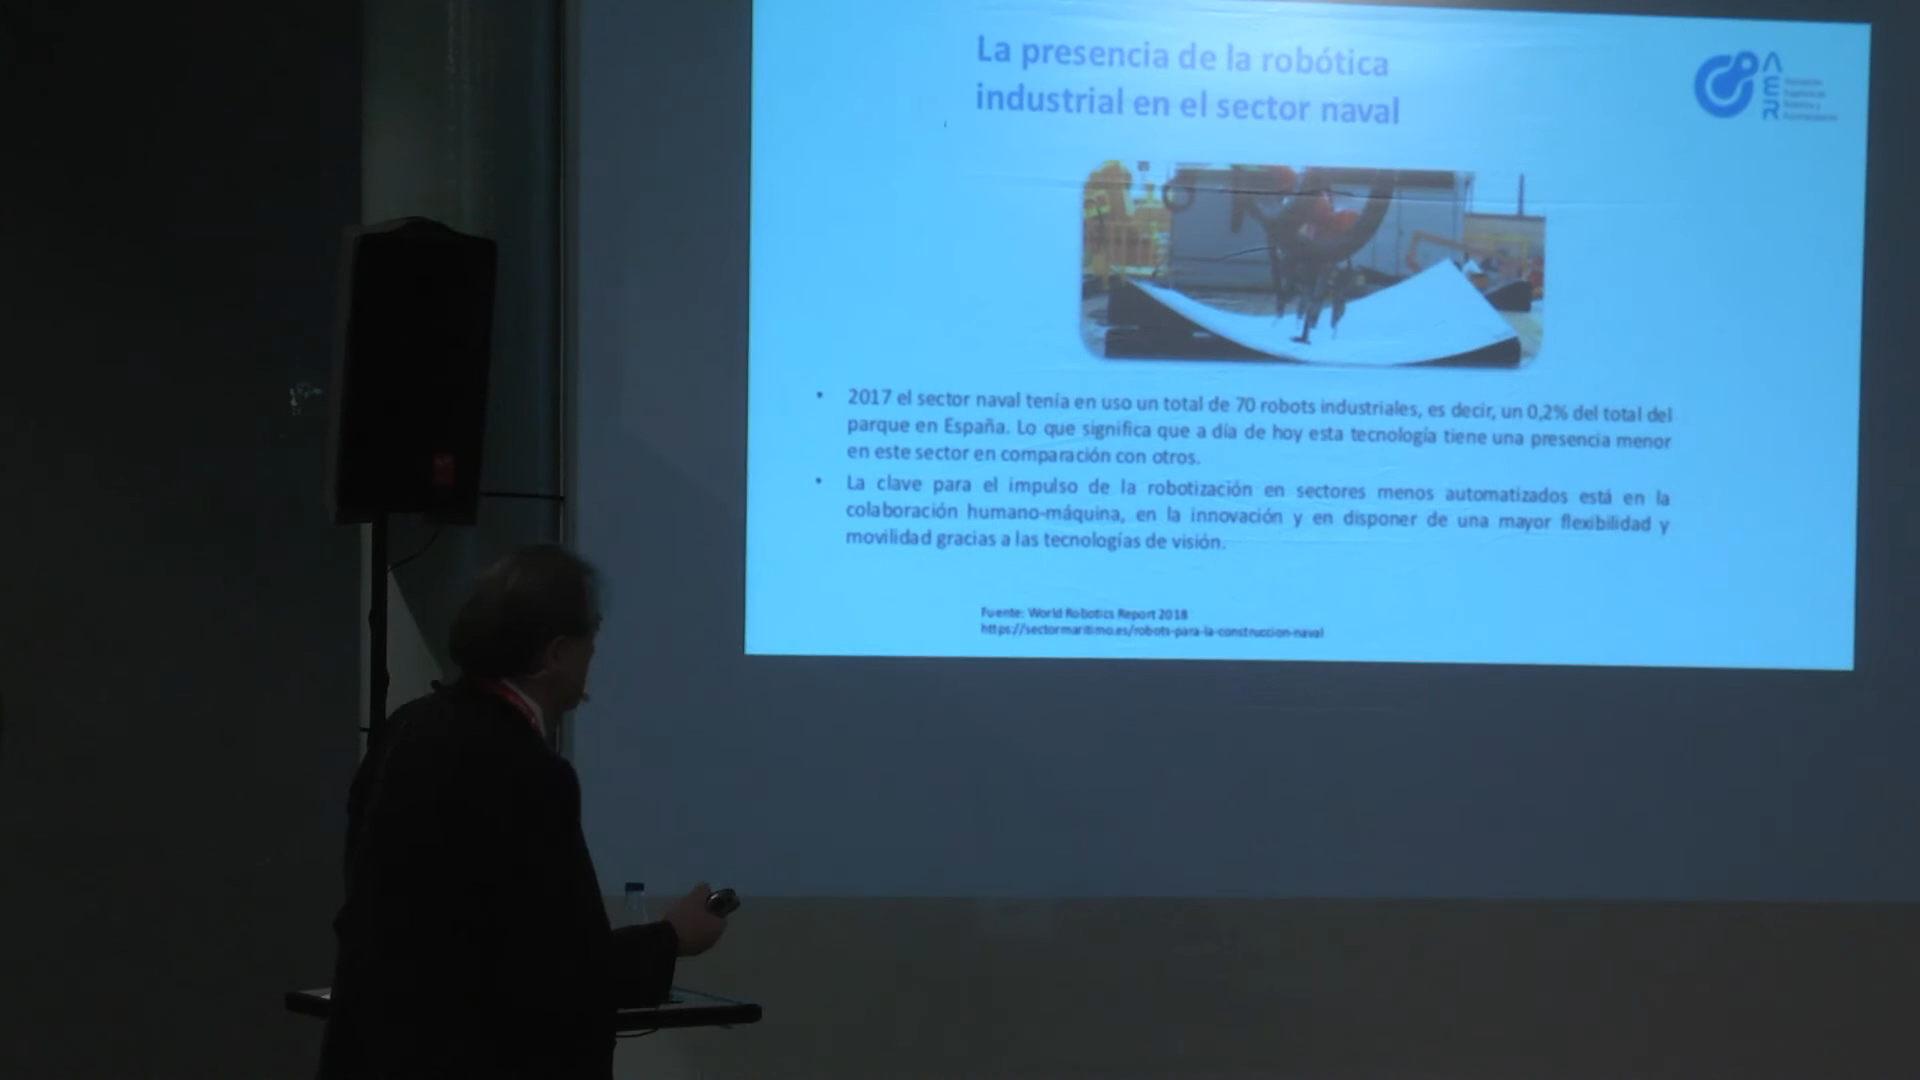 La presencia de la robótica
industrial en el sector naval
AER
• 2017 el sector naval tenía en uso un total de 70 robots industriales, es decir, un 0,2% del total del
parque en España. Lo que significa que a día de hoy esta tecnología tiene una presencia menor
en este sector en comparación con otros.
• La clave para el impulso de la robotización en sectores menos automatizados está en la
colaboración humano-máquina, en la innovación y en disponer de una mayor flexibilidad y
movilidad gracias a las tecnologías de visión.
Fuente: World Robotics Report 2018
https://sectormaritimo.es/robots-para-la-construccion-naval